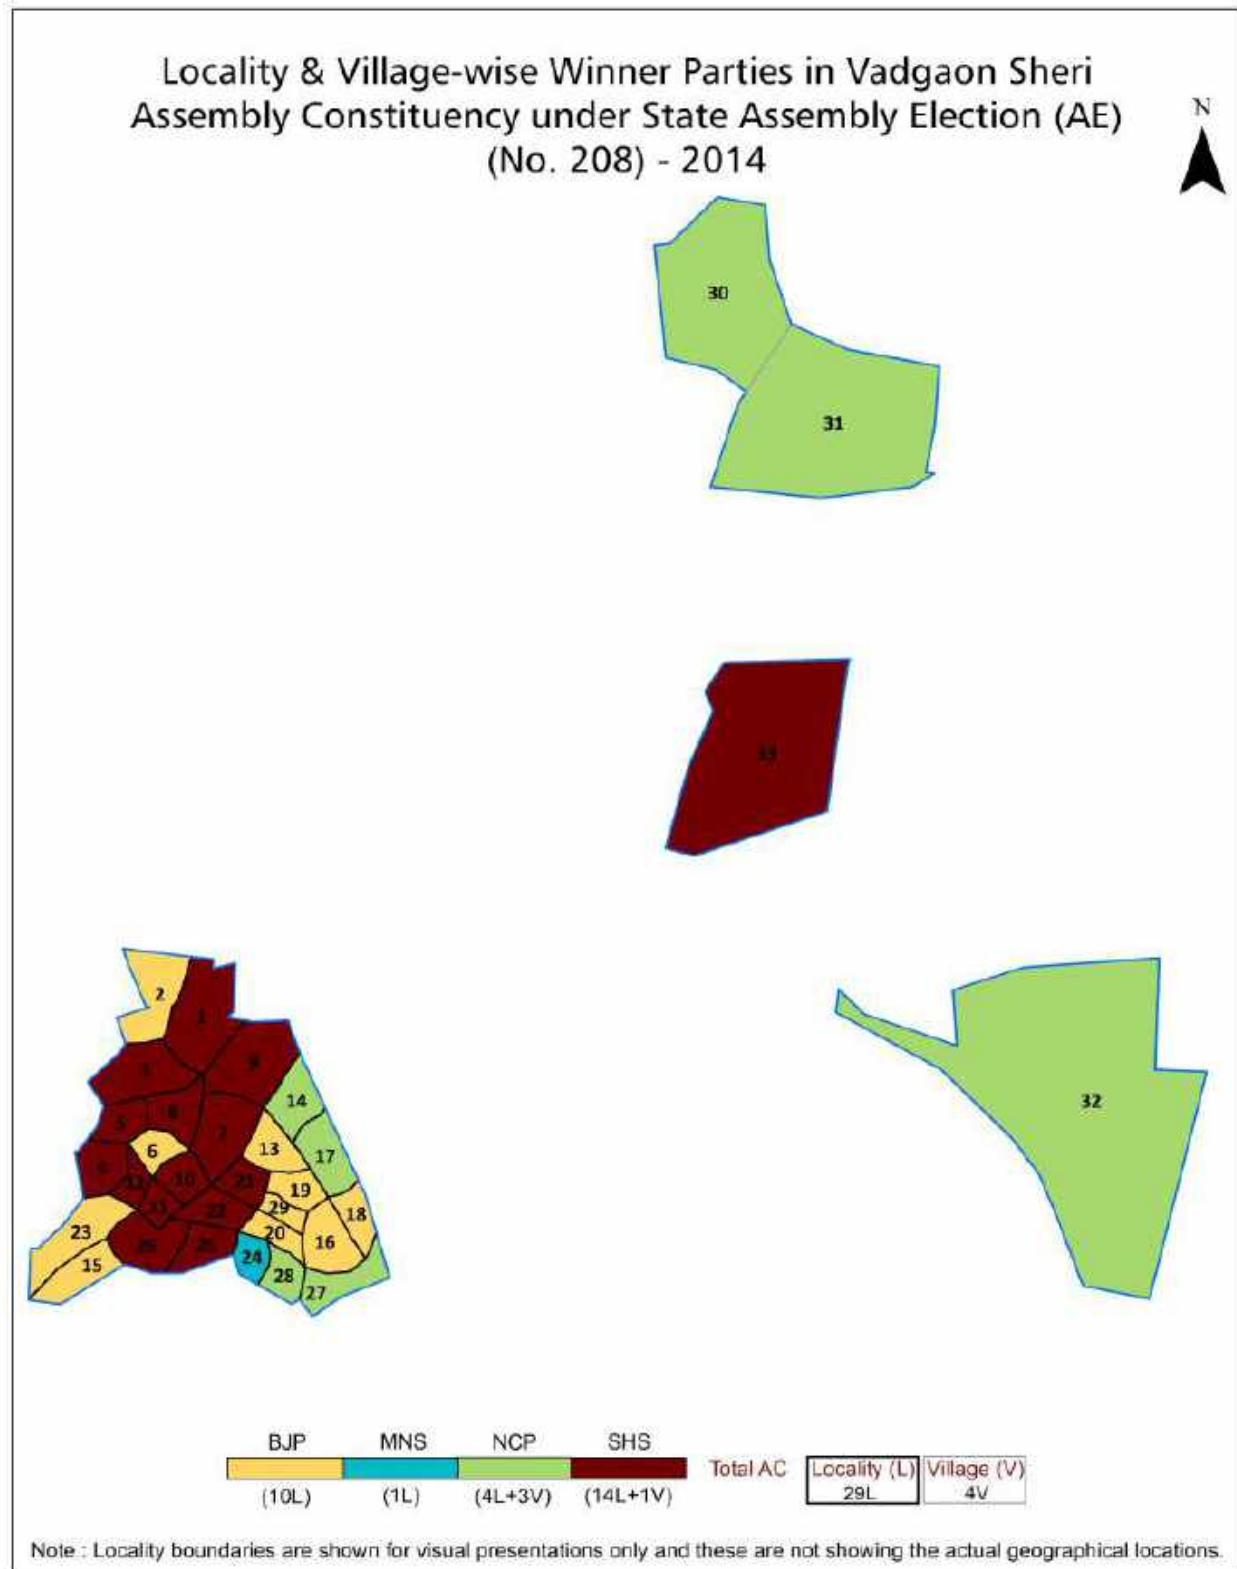 Locality & Village-wise Winner Parties in Vadgaon Sheri
Assembly Constituency under State Assembly Election (AE)
(No. 208) - 2014
N
30
31
33
32
2
1
14
17
13
6
19
29
18
20
16
23
15
22
24
28
27
BJP MNS NCP SHS
Total AC Locality (L) Village (V)
29L 4V
(10L) (1L) (4L+3V) (14L+1V)
Note : Locality boundaries are shown for visual presentations only and these are not showing the actual geographical locations.